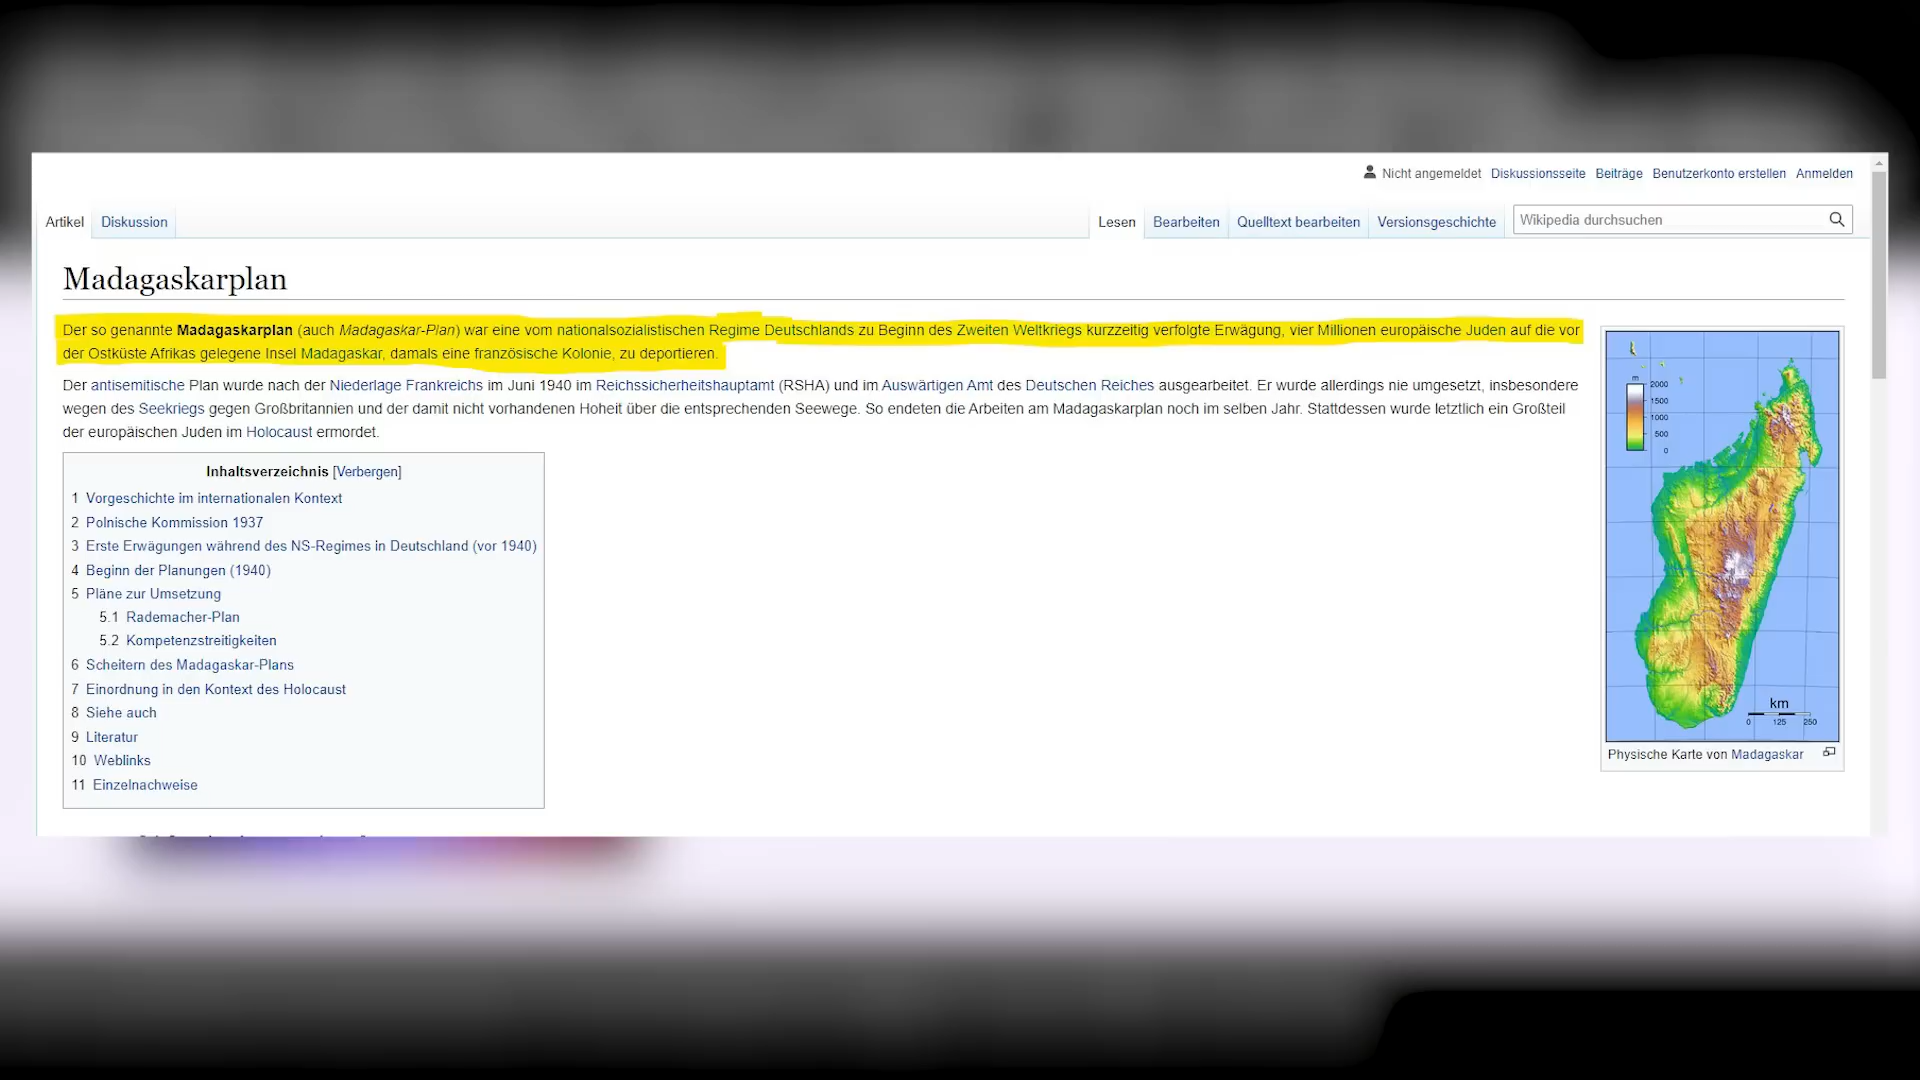 Nicht angemeldet Diskussionsseite Beiträge Benutzerkonto erstellen Anmelden
Artikel Diskussion Lesen Bearbeiten Quelltext bearbeiten Versionsgeschichte Wikipedia durchsuchen
Madagaskarplan
Der so genannte Madagaskarplan (auch Madagaskar-Plan) war eine vom nationalsozialistischen Regime Deutschlands zu Beginn des Zweiten Weltkriegs kurzzeitig verfolgte Erwägung, vier Millionen europäische Juden auf die vor
der Ostküste Afrikas gelegene Insel Madagaskar, damals eine französische Kolonie, zu deportieren.
Der antisemitische Plan wurde nach der Niederlage Frankreichs im Juni 1940 im Reichssicherheitshauptamt (RSHA) und im Auswärtigen Amt des Deutschen Reiches ausgearbeitet. Er wurde allerdings nie umgesetzt, insbesondere
wegen des Seekriegs gegen Großbritannien und der damit nicht vorhandenen Hoheit über die entsprechenden Seewege. So endeten die Arbeiten am Madagaskarplan noch im selben Jahr. Stattdessen wurde letztlich ein Großteil
der europäischen Juden im Holocaust ermordet.
Inhaltsverzeichnis [Verbergen]
1 Vorgeschichte im internationalen Kontext
2 Polnische Kommission 1937
3 Erste Erwägungen während des NS-Regimes in Deutschland (vor 1940)
4 Beginn der Planungen (1940)
5 Pläne zur Umsetzung
5.1 Rademacher-Plan
5.2 Kompetenzstreitigkeiten
6 Scheitern des Madagaskar-Plans
7 Einordnung in den Kontext des Holocaust
8 Siehe auch
9 Literatur
10 Weblinks
11 Einzelnachweise
m
2000
1500
1000
500
0
km
0 125 250
Physische Karte von Madagaskar